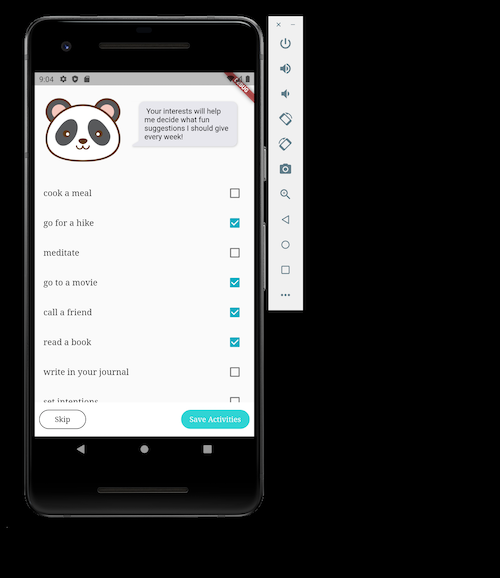 9:04
DEBUG
Your interests will help
me decide what fun
suggestions I should give
every week!
cook a meal
go for a hike
meditate
go to a movie
call a friend
read a book
write in your journal
set intentions
Skip
Save Activities